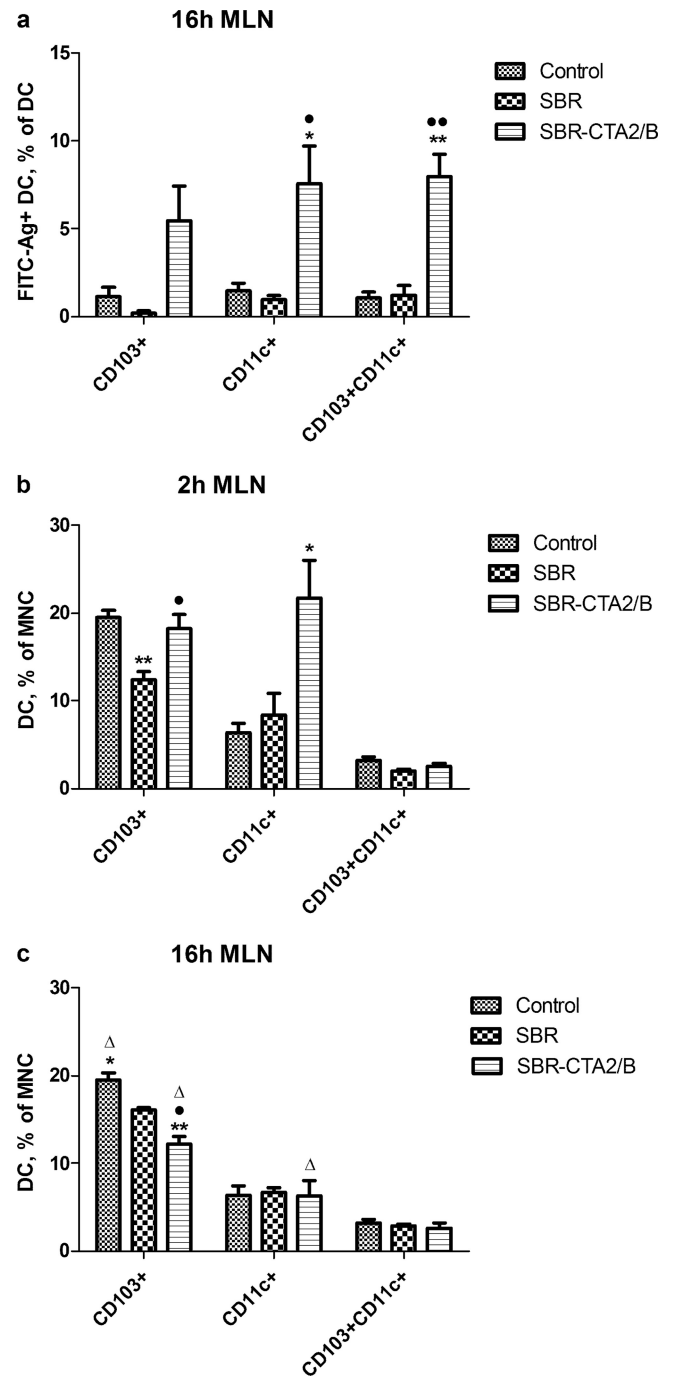 a
16h MLN
FITC-Ag+ DC, % of DC
15
10
5
0
Control
SBR
SBR-CTA2/B
●
*
●●
**
CD103+
CD11c+
CD103+CD11c+
b
2h MLN
DC, % of MNC
30
20
10
0
Control
SBR
SBR-CTA2/B
**
●
*
CD103+
CD11c+
CD103+CD11c+
c
16h MLN
DC, % of MNC
30
20
10
0
Control
SBR
SBR-CTA2/B
Δ
*
Δ
●
**
Δ
CD103+
CD11c+
CD103+CD11c+